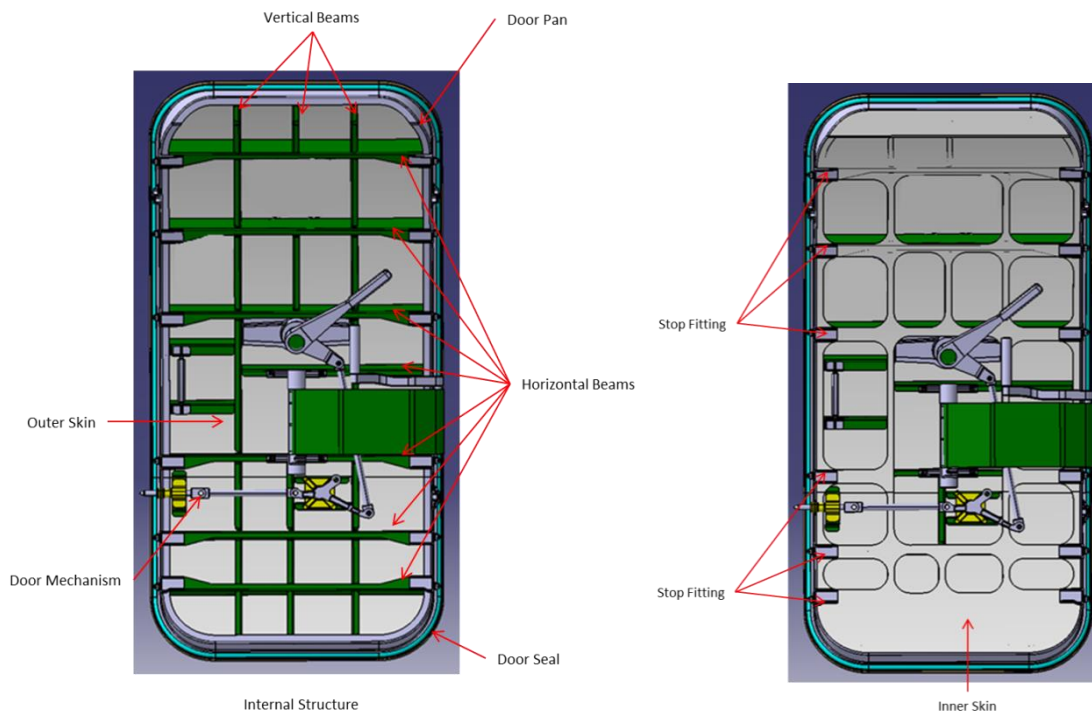 Vertical Beams
Door Pan
Stop Fitting
Horizontal Beams
Outer Skin
Door Mechanism
Stop Fitting
Door Seal
Internal Structure
Inner Skin